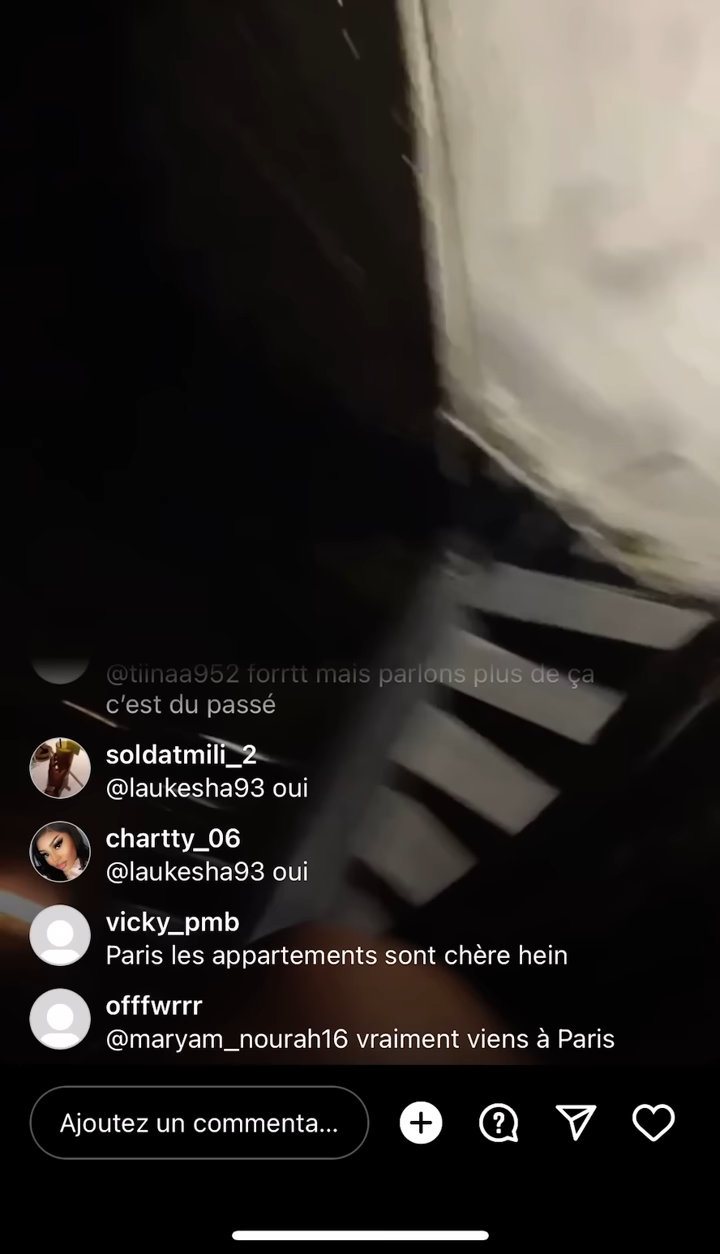 @tiinaa952 forrtt mais parlons plus de ça
c’est du passé
soldatmili_2
@laukesha93 oui
chartty_06
@laukesha93 oui
vicky_pmb
Paris les appartements sont chère hein
offfwrrr
@maryam_nourah16 vraiment viens à Paris
Ajoutez un commenta...